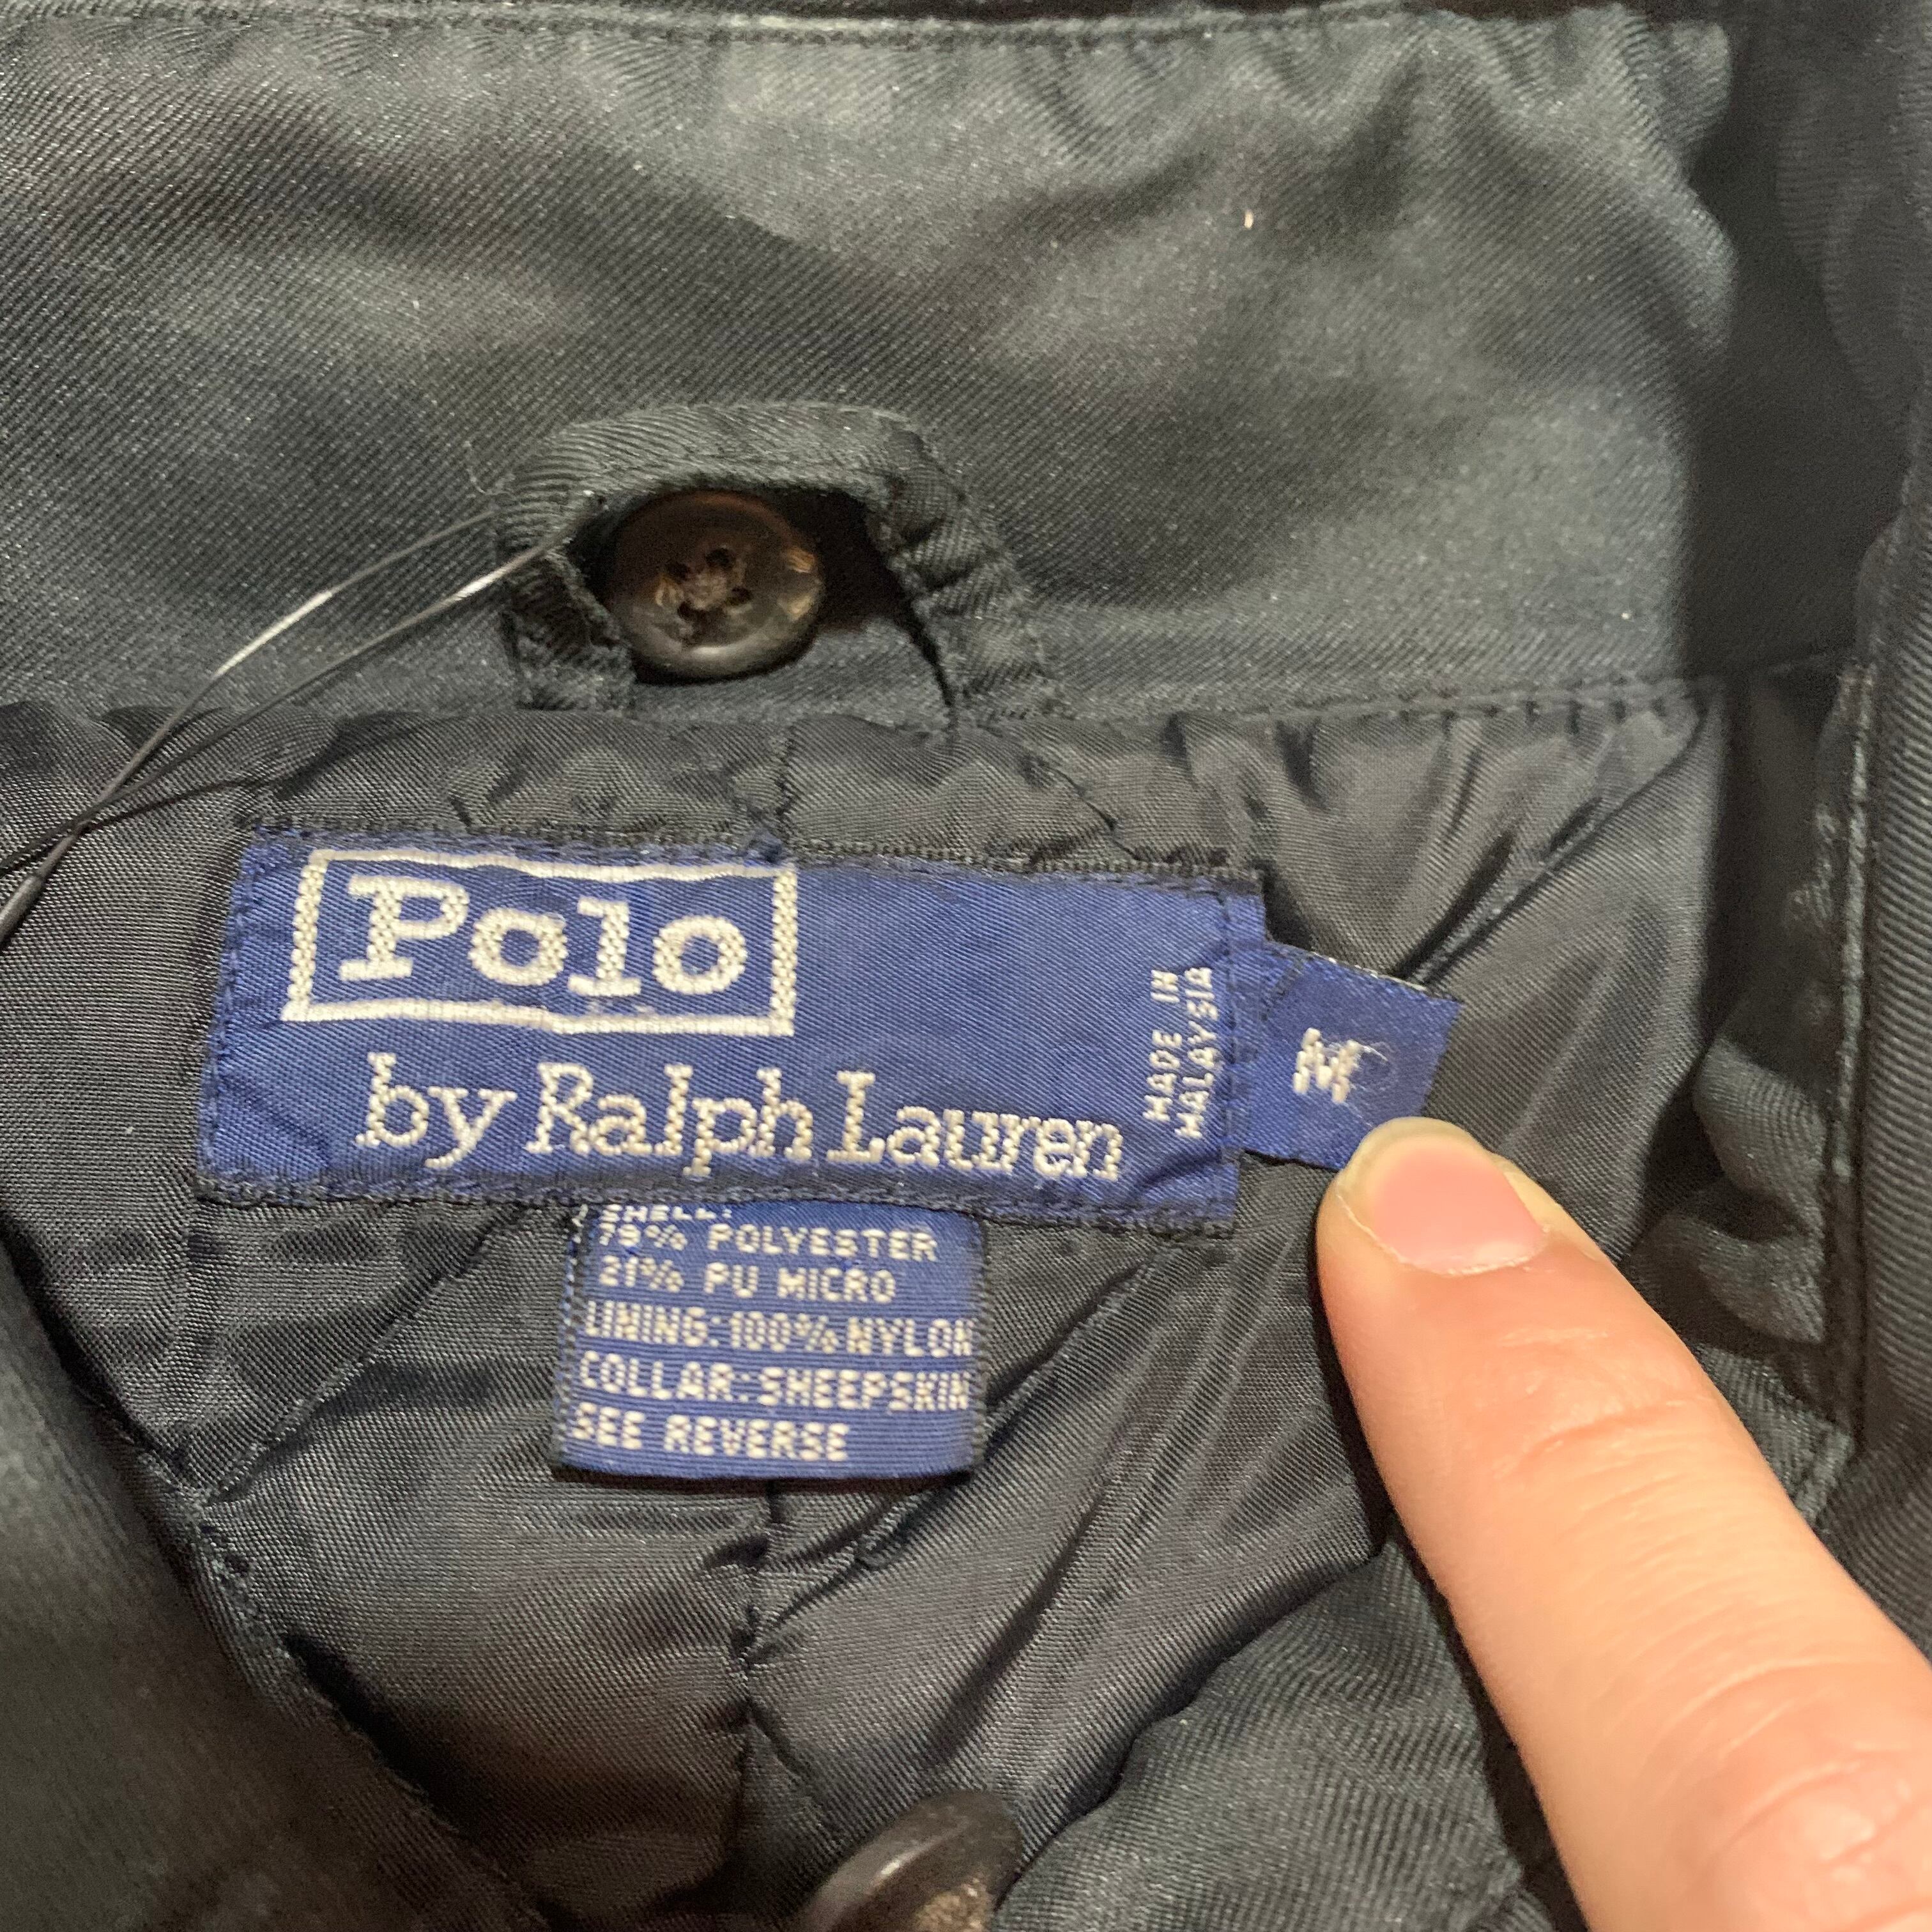 Polo
by Ralph Lauren
MADE IN
MALAYSIA
M
SHELL:
79% POLYESTER
21% PU MICRO
LINING:100% NYLON
COLLAR:SHEEPSKIN
SEE REVERSE